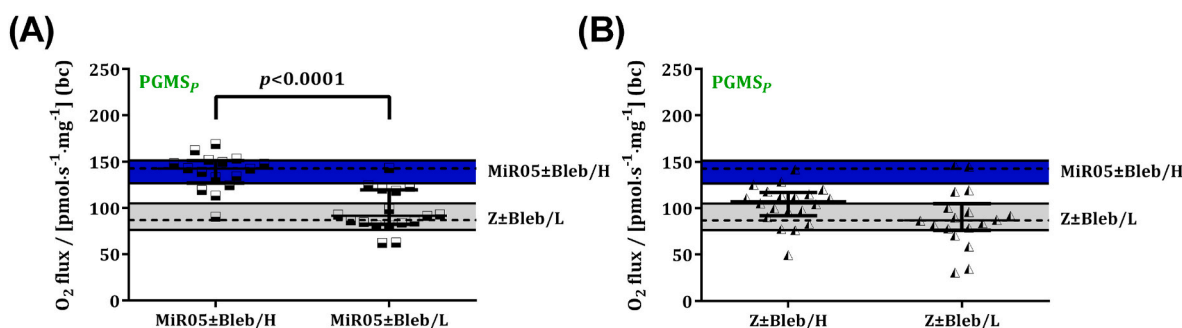 (A)
O₂ flux / [pmol·s⁻¹·mg⁻¹] (bc)
250
200
150
100
50
0
PGMS_P
p<0.0001
MiR05±Bleb/H
Z±Bleb/L
MiR05±Bleb/H
MiR05±Bleb/L
(B)
O₂ flux / [pmol·s⁻¹·mg⁻¹] (bc)
250
200
150
100
50
0
PGMS_P
MiR05±Bleb/H
Z±Bleb/L
Z±Bleb/H
Z±Bleb/L